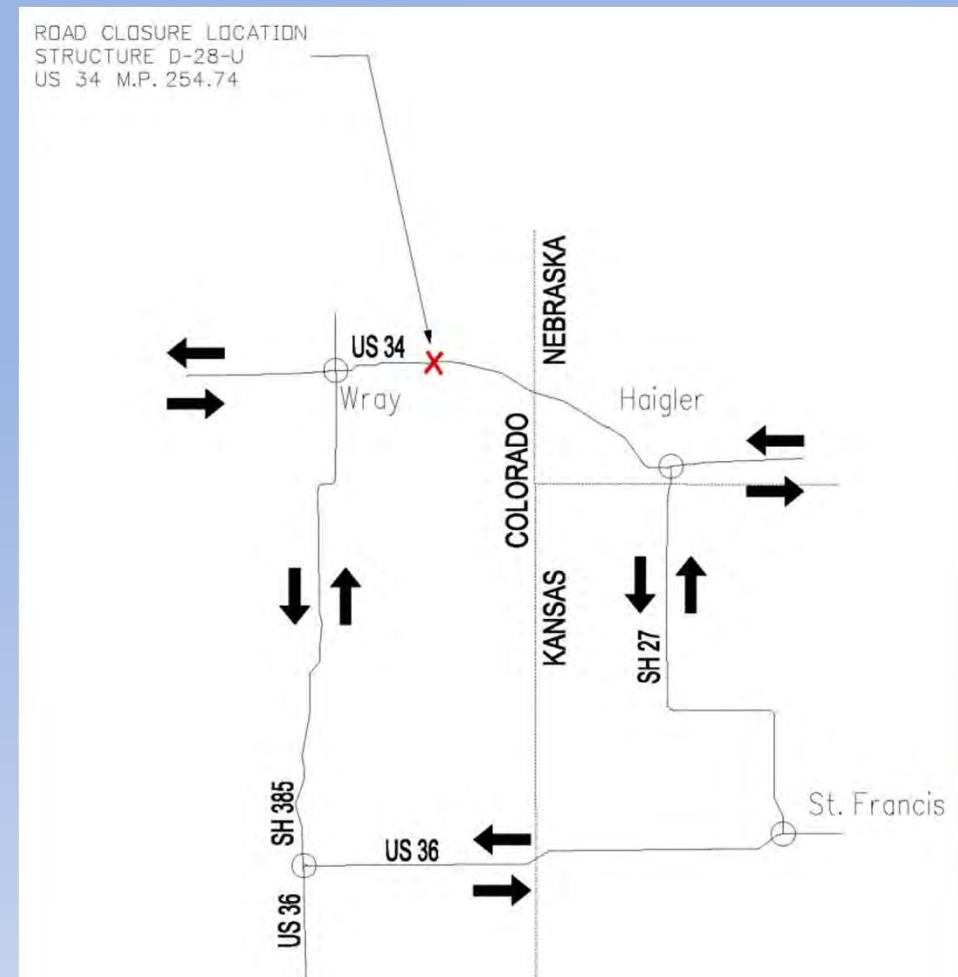 ROAD CLOSURE LOCATION
STRUCTURE D-28-U
US 34 M.P. 254.74
NEBRASKA
US 34
Wray
Haigler
COLORADO
KANSAS
SH 27
SH 385
St. Francis
US 36
US 36